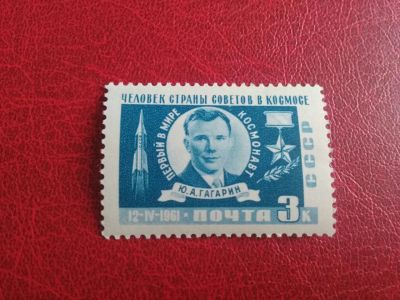 ЧЕЛОВЕК СТРАНЫ СОВЕТОВ В КОСМОСЕ
ПЕРВЫЙ В МИРЕ
КОСМОНАВТ
Ю.А.ГАГАРИН
СССР
12-IV-1961 • ПОЧТА 3К